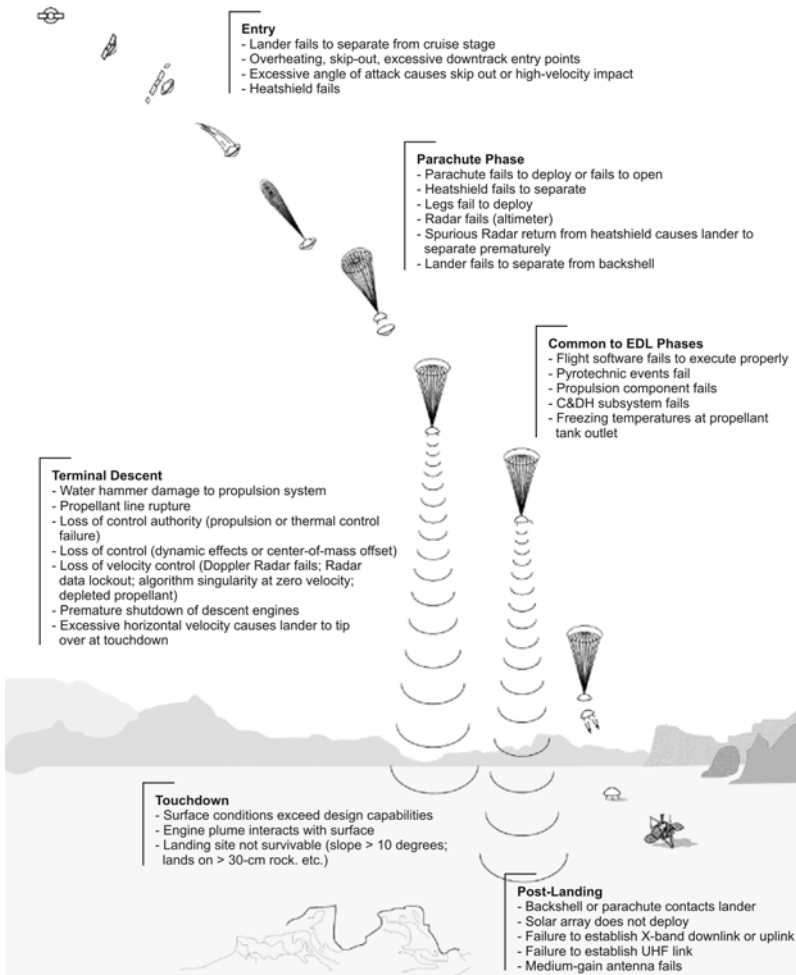 Entry
- Lander fails to separate from cruise stage
- Overheating, skip-out, excessive downtrack entry points
- Excessive angle of attack causes skip out or high-velocity impact
- Heatshield fails
Parachute Phase
- Parachute fails to deploy or fails to open
- Heatshield fails to separate
- Legs fail to deploy
- Radar fails (altimeter)
- Spurious Radar return from heatshield causes lander to
separate prematurely
- Lander fails to separate from backshell
Common to EDL Phases
- Flight software fails to execute properly
- Pyrotechnic events fail
- Propulsion component fails
- C&DH subsystem fails
- Freezing temperatures at propellant
tank outlet
Terminal Descent
- Water hammer damage to propulsion system
- Propellant line rupture
- Loss of control authority (propulsion or thermal control
failure)
- Loss of control (dynamic effects or center-of-mass offset)
- Loss of velocity control (Doppler Radar fails; Radar
data lockout; algorithm singularity at zero velocity;
depleted propellant)
- Premature shutdown of descent engines
- Excessive horizontal velocity causes lander to tip
over at touchdown
Touchdown
- Surface conditions exceed design capabilities
- Engine plume interacts with surface
- Landing site not survivable (slope > 10 degrees;
lands on > 30-cm rock. etc.)
Post-Landing
- Backshell or parachute contacts lander
- Solar array does not deploy
- Failure to establish X-band downlink or uplink
- Failure to establish UHF link
- Medium-gain antenna fails